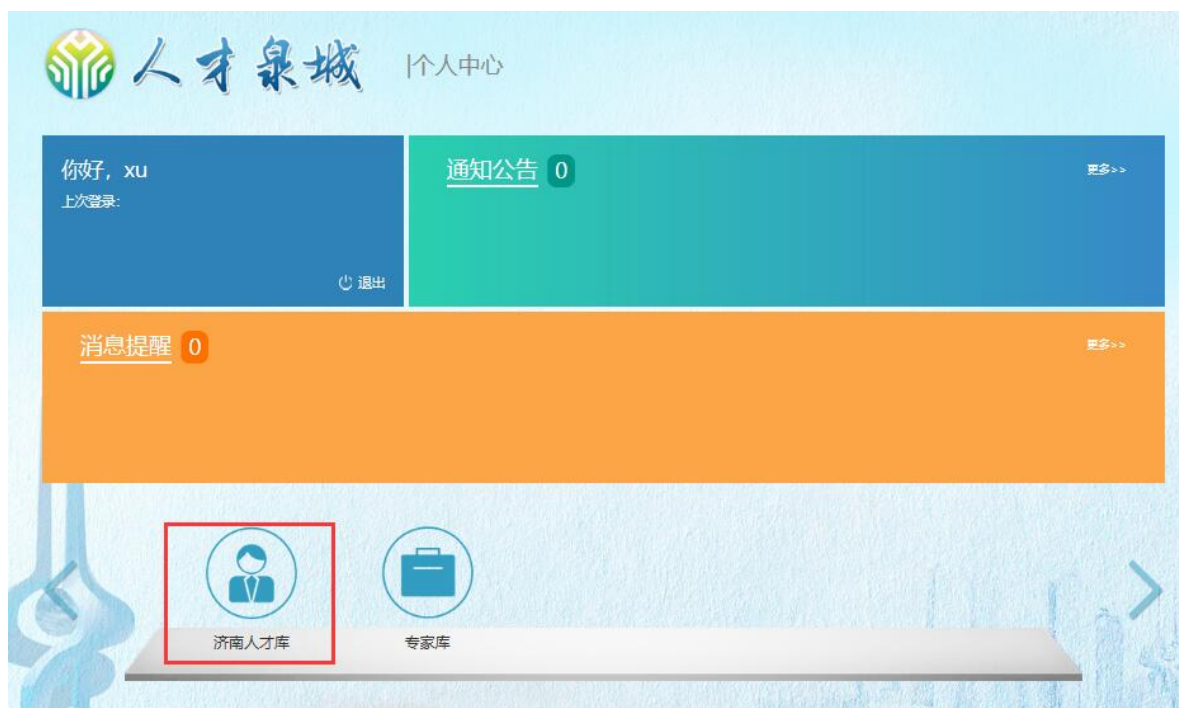 人才泉城 |个人中心
你好，xu
上次登录:
退出
通知公告 0
更多>>
消息提醒 0
更多>>
济南人才库
专家库